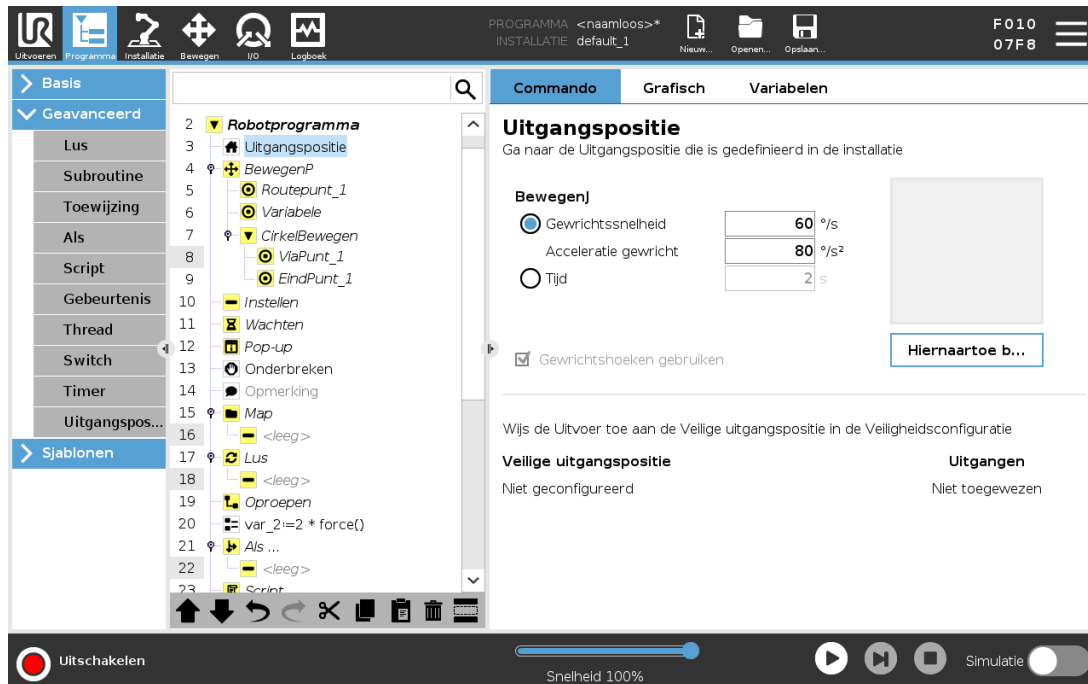 UR
PROGRAMMA <naamloos>*
INSTALLATIE default_1
Nieuw...
Openen...
Opslaan...
F010
07F8
Uitvoeren
Programma
Installatie
Bewegen
I/O
Logboek
Basis
Geavanceerd
Lus
Subroutine
Toewijzing
Als
Script
Gebeurtenis
Thread
Switch
Timer
Uitgangspos...
Sjablonen
2 Robotprogramma
3 Uitgangspositie
4 BewegenP
5 Routepunt_1
6 Variabele
7 CirkelBewegen
8 ViaPunt_1
9 EindPunt_1
10 Instellen
11 Wachten
12 Pop-up
13 Onderbreken
14 Opmerking
15 Map
16 <leeg>
17 Lus
18 <leeg>
19 Oproepen
20 var_2:=2 * force()
21 Als ...
22 <leeg>
23 Script
Commando
Grafisch
Variabelen
Uitgangspositie
Ga naar de Uitgangspositie die is gedefinieerd in de installatie
BewegenJ
Gewrichtssnelheid 60 °/s
Acceleratie gewricht 80 °/s²
Tijd 2 s
Gewrichtshoeken gebruiken
Hiernaartoe b...
Wijs de Uitvoer toe aan de Veilige uitgangspositie in de Veiligheidsconfiguratie
Veilige uitgangspositie Uitgangen
Niet geconfigureerd Niet toegewezen
Uitschakelen
Snelheid 100%
Simulatie